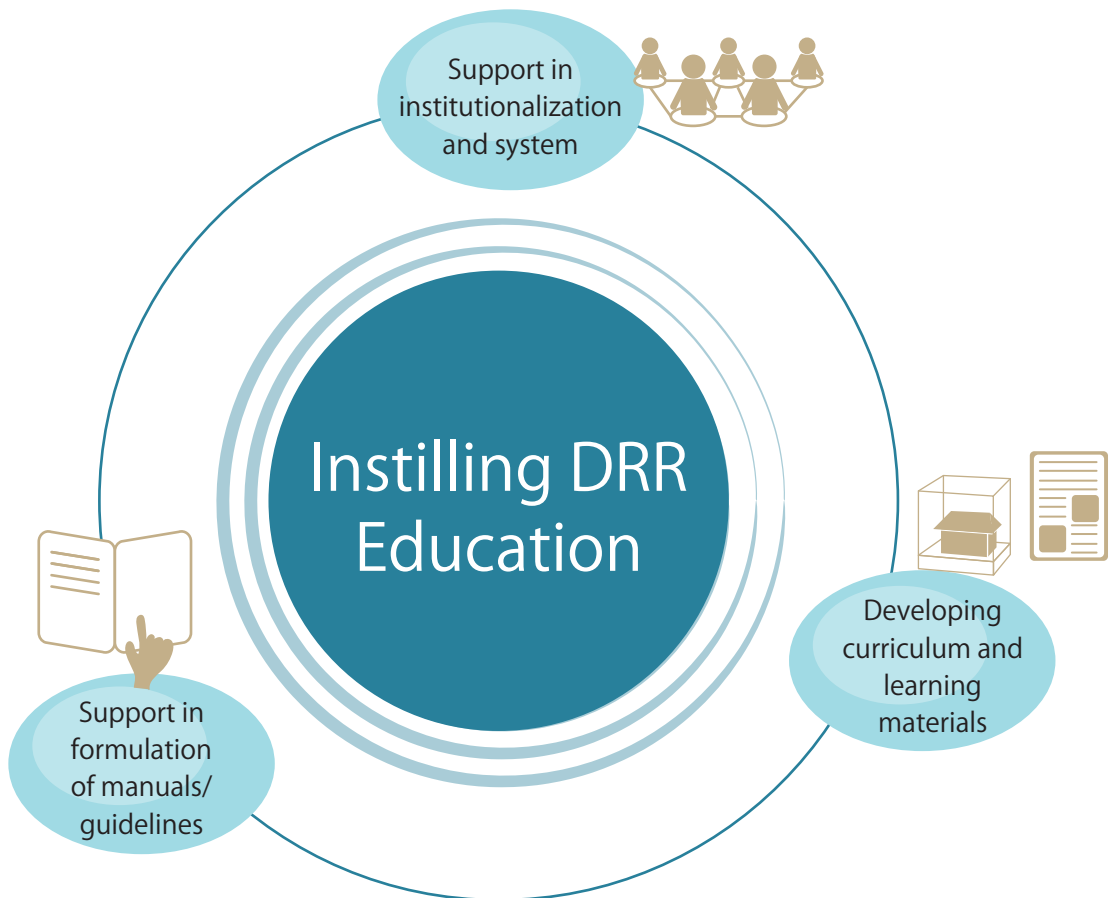 Support in
institutionalization
and system
Instilling DRR
Education
Developing
curriculum and
learning
materials
Support in
formulation
of manuals/
guidelines